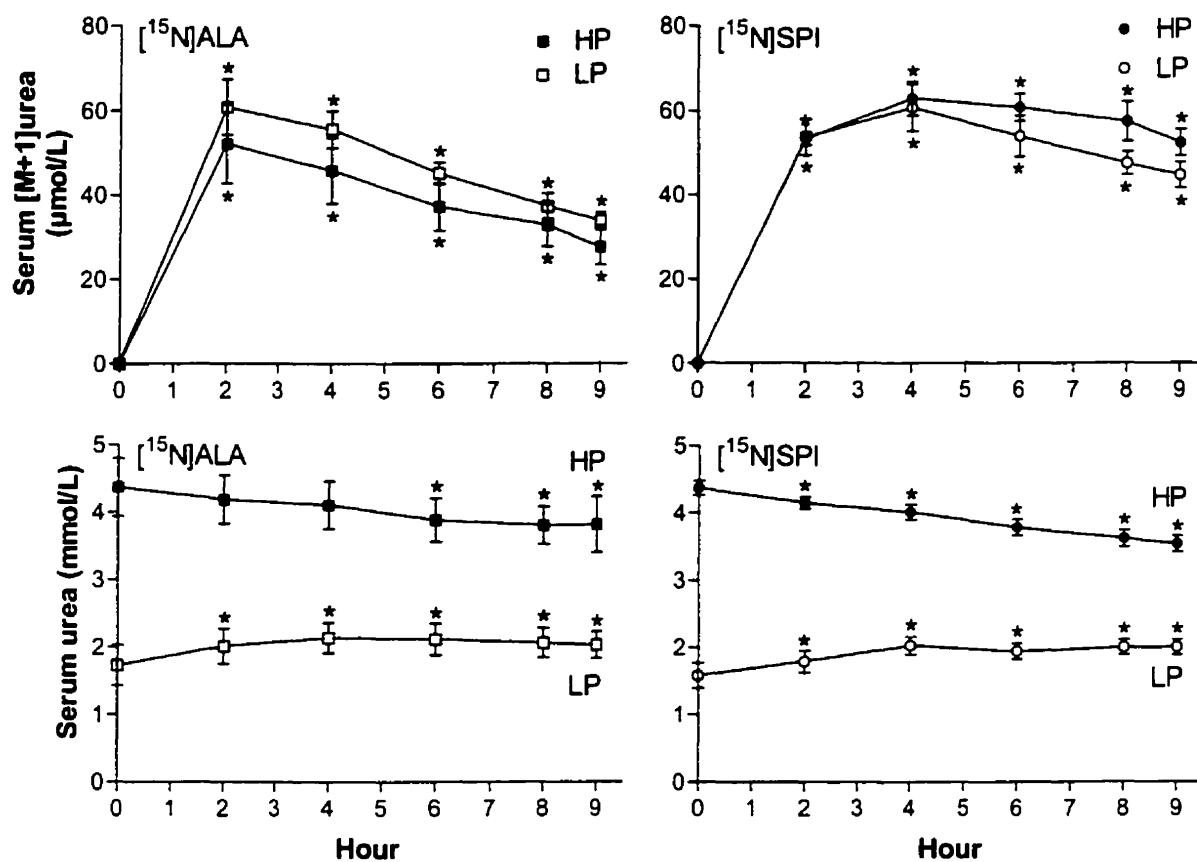 [15N]ALA
HP
LP
Serum [M+1]urea
(µmol/L)
80
60
40
20
0
0 1 2 3 4 5 6 7 8 9
[15N]SPI
HP
LP
80
60
40
20
0
0 1 2 3 4 5 6 7 8 9
[15N]ALA
HP
LP
Serum urea (mmol/L)
5
4
3
2
1
0
0 1 2 3 4 5 6 7 8 9
Hour
[15N]SPI
HP
LP
5
4
3
2
1
0
0 1 2 3 4 5 6 7 8 9
Hour